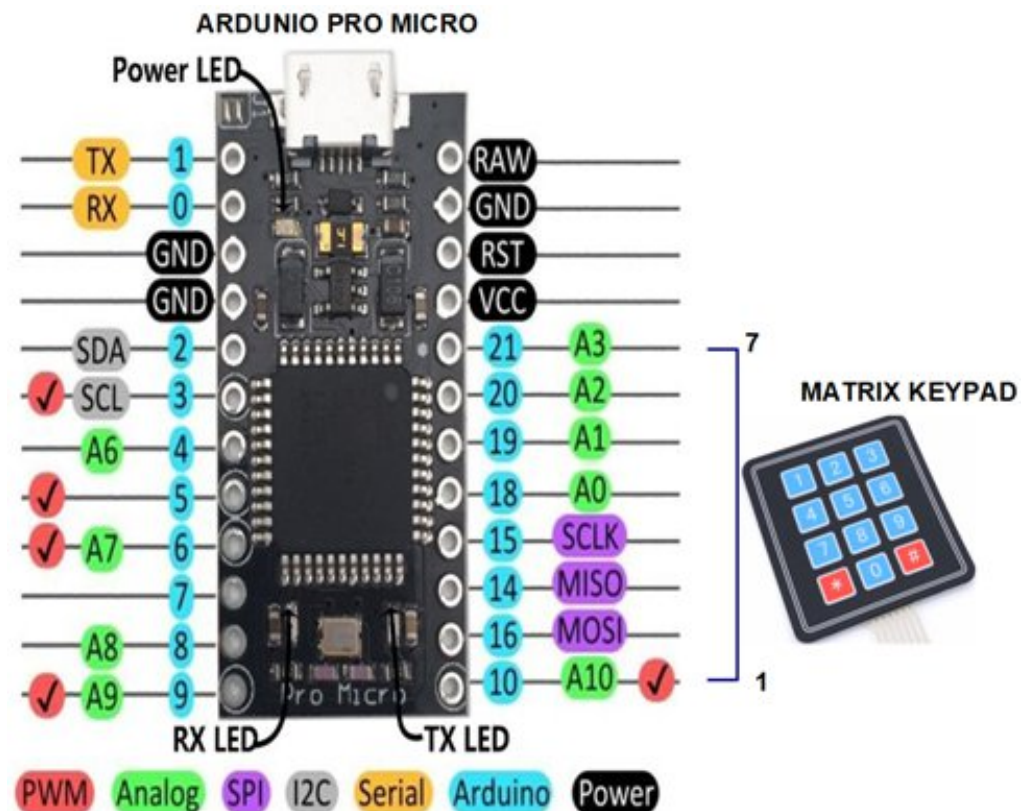 ARDUNIO PRO MICRO
Power LED
TX 1 RAW
RX 0 GND
GND RST
GND VCC
SDA 2 21 A3 7
SCL 3 20 A2
MATRIX KEYPAD
A6 4 19 A1
5 18 A0
A7 6 15 SCLK
7 14 MISO
A8 8 16 MOSI
A9 9 10 A10 1
1 2 3
4 5 6
7 8 9
* 0 #
Pro Micro
RX LED TX LED
PWM Analog SPI I2C Serial Arduino Power